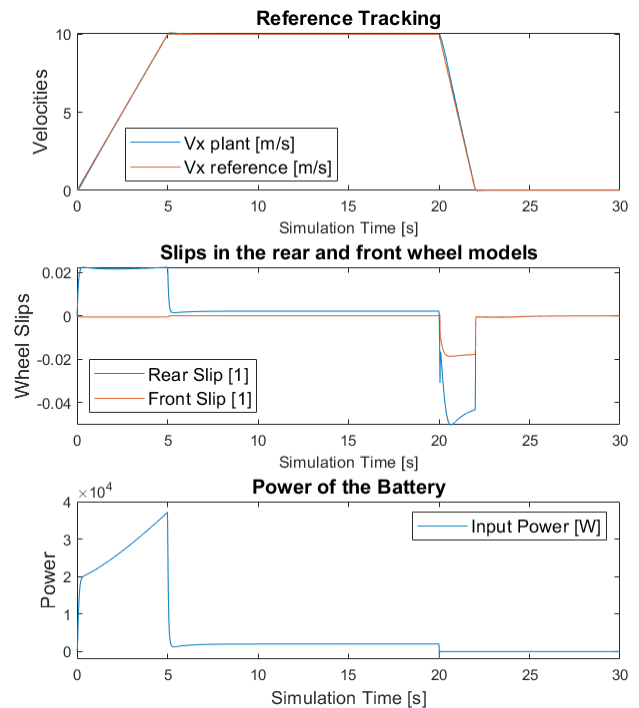 Reference Tracking
10
5
0
Velocities
Vx plant [m/s]
Vx reference [m/s]
0 5 10 15 20 25 30
Simulation Time [s]
Slips in the rear and front wheel models
0.02
0
-0.02
-0.04
Wheel Slips
Rear Slip [1]
Front Slip [1]
0 5 10 15 20 25 30
Simulation Time [s]
Power of the Battery
×10⁴
4
3
2
1
0
Power
Input Power [W]
0 5 10 15 20 25 30
Simulation Time [s]